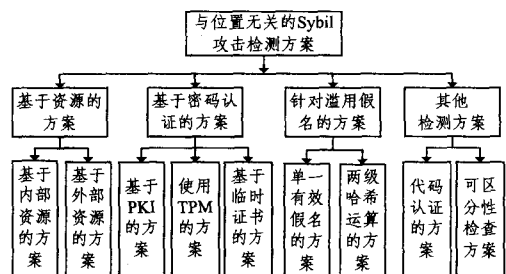 与位置无关的Sybil
攻击检测方案
基于资源的
方案
基于密码认
证的方案
针对滥用假
名的方案
其他
检测方案
基于
内部
资源
的方
案
基于
外部
资源
的方
案
基于
PKI
的方
案
使用
TPM
的方
案
基于
临时
证书
的方
案
单一
有效
假名
的方
案
两级
哈希
运算
的方
案
代码
认证
的方
案
可区
分性
检查
方案